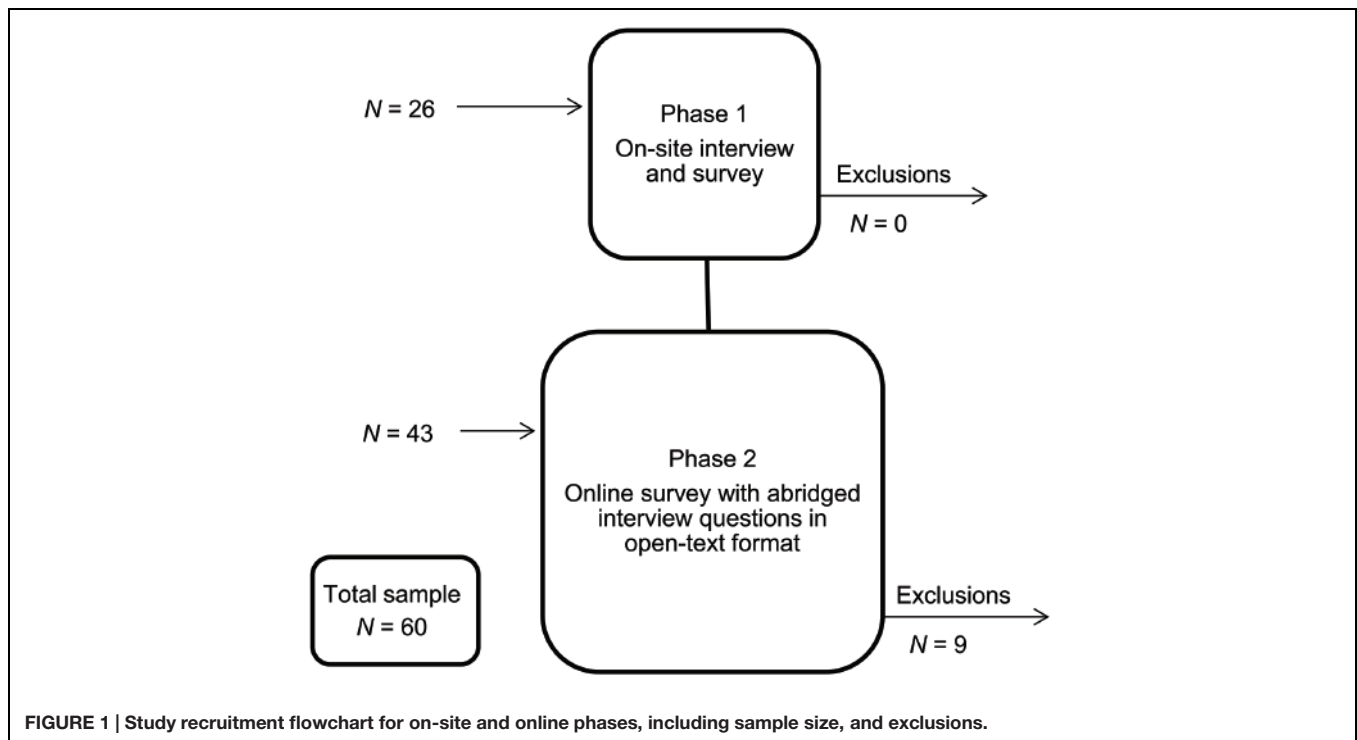 N = 26
Phase 1
On-site interview
and survey
Exclusions
N = 0
N = 43
Phase 2
Online survey with abridged
interview questions in
open-text format
Total sample
N = 60
Exclusions
N = 9
FIGURE 1 | Study recruitment flowchart for on-site and online phases, including sample size, and exclusions.